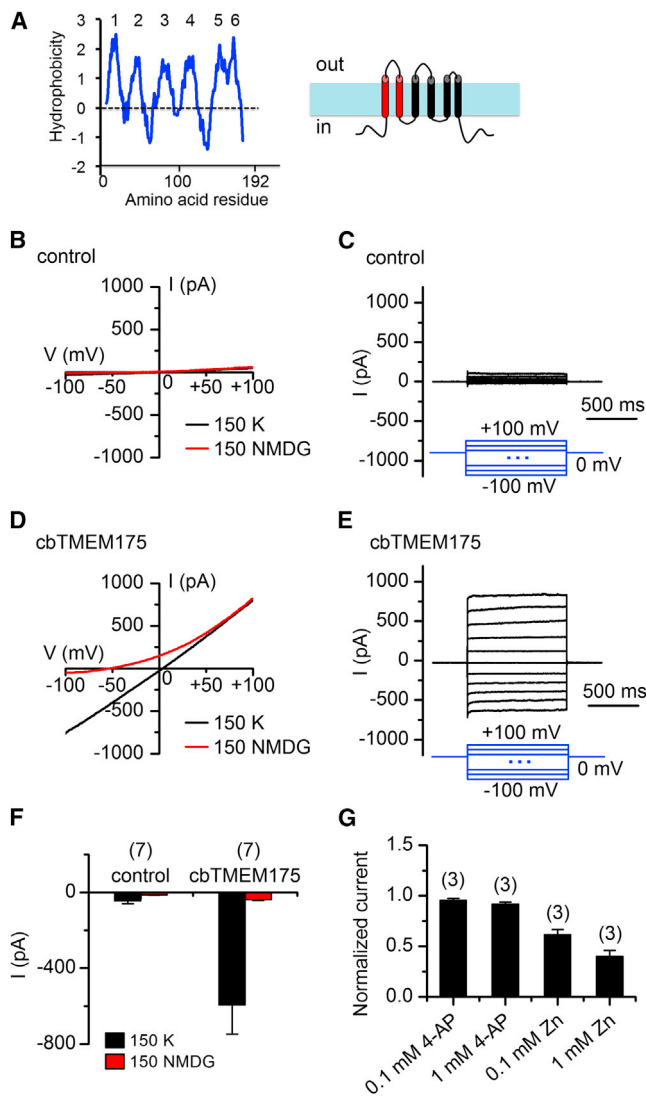 A
3 1 2 3 4 5 6
2
1
0
-1
-2
Hydrophobicity
0 100 192
Amino acid residue
out
in
B
control
1000 I (pA)
500
V (mV)
-100 -50 0 +50 +100
-500
-1000
150 K
150 NMDG
C
control
1000
500
0
-500
-1000
I (pA)
500 ms
+100 mV
0 mV
-100 mV
D
cbTMEM175
1000 I (pA)
500
V (mV)
-100 -50 0 +50 +100
-500
-1000
150 K
150 NMDG
E
cbTMEM175
1000
500
0
-500
-1000
I (pA)
500 ms
+100 mV
0 mV
-100 mV
F
(7) (7)
control cbTMEM175
0
-400
-800
I (pA)
150 K
150 NMDG
G
1.5
1.0
0.5
0.0
Normalized current
(3) (3) (3) (3)
0.1 mM 4-AP
1 mM 4-AP
0.1 mM Zn
1 mM Zn